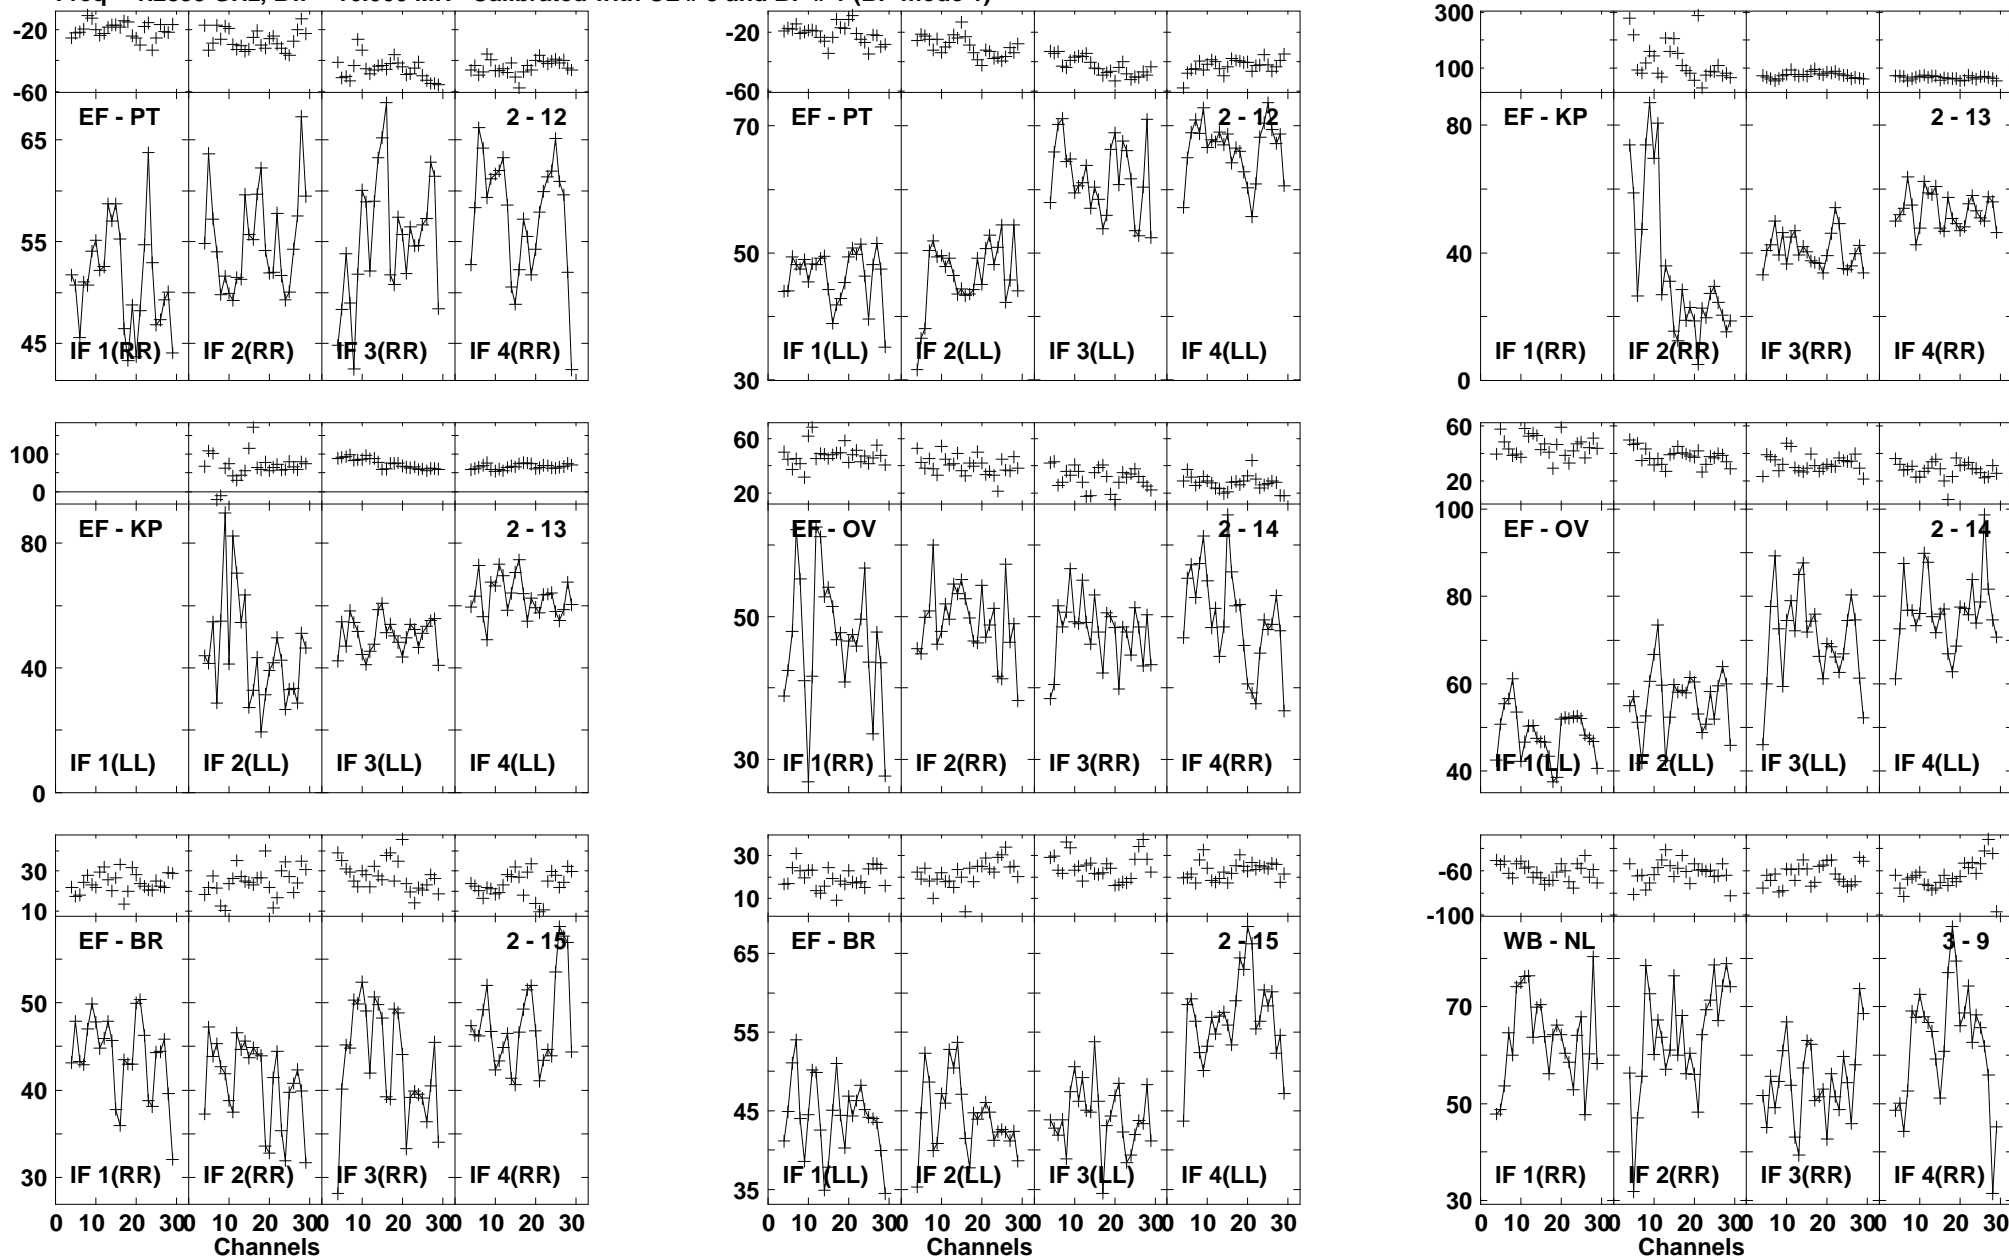 -20
-60
65
55
45
EF - PT
2 - 12
IF 1(RR)
IF 2(RR)
IF 3(RR)
IF 4(RR)
-20
-60
70
50
30
EF - PT
2 - 12
IF 1(LL)
IF 2(LL)
IF 3(LL)
IF 4(LL)
300
100
80
40
0
EF - KP
2 - 13
IF 1(RR)
IF 2(RR)
IF 3(RR)
IF 4(RR)
100
0
80
40
0
EF - KP
2 - 13
IF 1(LL)
IF 2(LL)
IF 3(LL)
IF 4(LL)
60
20
50
30
EF - OV
2 - 14
IF 1(RR)
IF 2(RR)
IF 3(RR)
IF 4(RR)
60
20
100
80
60
40
EF - OV
2 - 14
IF 1(LL)
IF 2(LL)
IF 3(LL)
IF 4(LL)
30
10
50
40
30
EF - BR
2 - 15
IF 1(RR)
IF 2(RR)
IF 3(RR)
IF 4(RR)
0 10 20 30 0 10 20 30 0 10 20 30 0 10 20 30
Channels
30
10
65
55
45
35
EF - BR
2 - 15
IF 1(LL)
IF 2(LL)
IF 3(LL)
IF 4(LL)
0 10 20 30 0 10 20 30 0 10 20 30 0 10 20 30
Channels
-60
-100
70
50
30
WB - NL
3 - 9
IF 1(RR)
IF 2(RR)
IF 3(RR)
IF 4(RR)
0 10 20 30 0 10 20 30 0 10 20 30 0 10 20 30
Channels